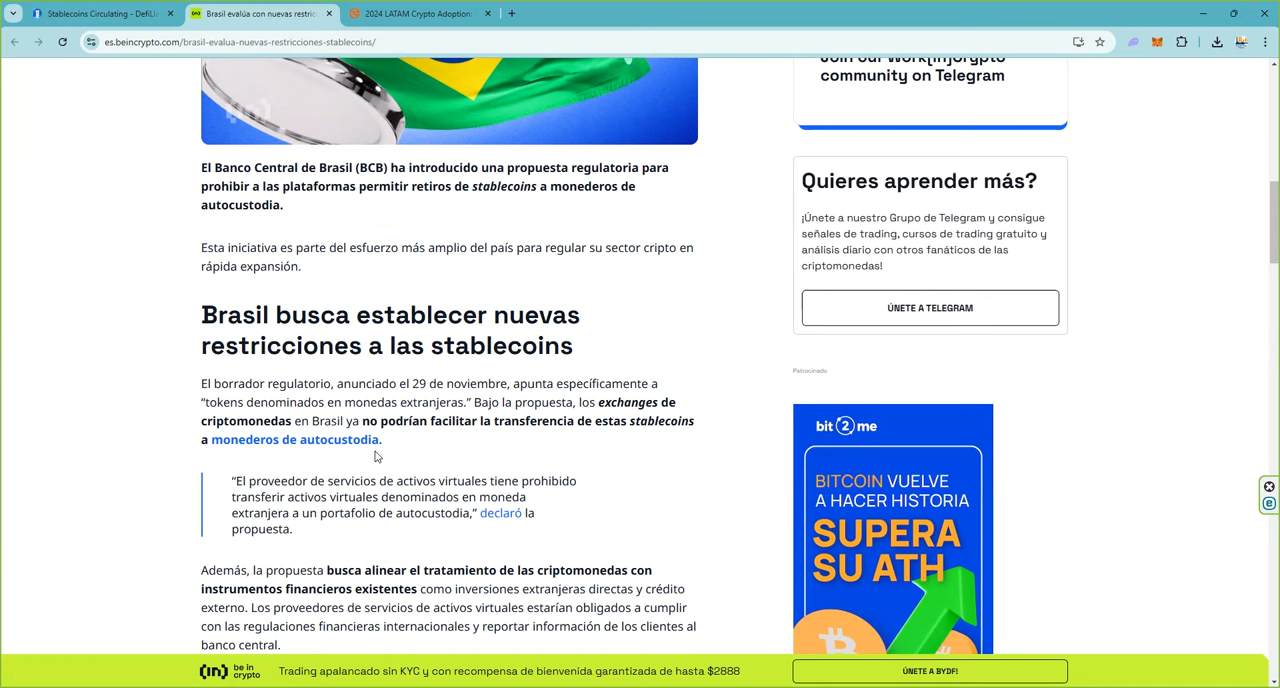 Stablecoins Circulating - DefiLl
Brasil evalúa con nuevas restric
2024 LATAM Crypto Adoption:
es.beincrypto.com/brasil-evalua-nuevas-restricciones-stablecoins/
El Banco Central de Brasil (BCB) ha introducido una propuesta regulatoria para
prohibir a las plataformas permitir retiros de stablecoins a monederos de
autocustodia.
Esta iniciativa es parte del esfuerzo más amplio del país para regular su sector cripto en
rápida expansión.
Brasil busca establecer nuevas
restricciones a las stablecoins
El borrador regulatorio, anunciado el 29 de noviembre, apunta específicamente a
“tokens denominados en monedas extranjeras.” Bajo la propuesta, los exchanges de
criptomonedas en Brasil ya no podrían facilitar la transferencia de estas stablecoins
a monederos de autocustodia.
“El proveedor de servicios de activos virtuales tiene prohibido
transferir activos virtuales denominados en moneda
extranjera a un portafolio de autocustodia,” declaró la
propuesta.
Además, la propuesta busca alinear el tratamiento de las criptomonedas con
instrumentos financieros existentes como inversiones extranjeras directas y crédito
externo. Los proveedores de servicios de activos virtuales estarían obligados a cumplir
con las regulaciones financieras internacionales y reportar información de los clientes al
banco central.
Join our Work[in]Crypto
community on Telegram
Quieres aprender más?
¡Únete a nuestro Grupo de Telegram y consigue
señales de trading, cursos de trading gratuito y
análisis diario con otros fanáticos de las
criptomonedas!
ÚNETE A TELEGRAM
Patrocinado
bit2me
BITCOIN VUELVE
A HACER HISTORIA
SUPERA
SU ATH
be in
crypto
Trading apalancado sin KYC y con recompensa de bienvenida garantizada de hasta $2888
ÚNETE A BYDFI